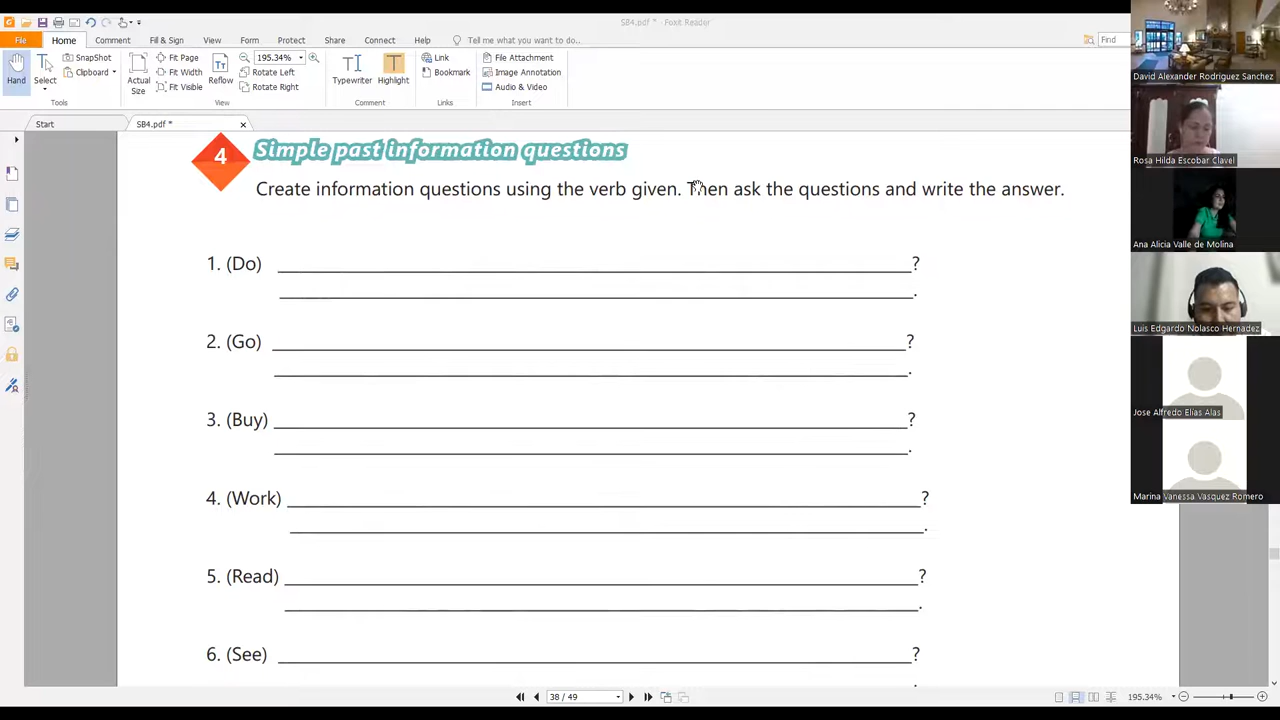 SB4.pdf * - Foxit Reader
File Home Comment Fill & Sign View Form Protect Share Connect Help Tell me what you want to do.. Find
Hand
Select
SnapShot
Clipboard
Tools
Actual Size
Fit Page
Fit Width
Fit Visible
Reflow
195.34%
Rotate Left
Rotate Right
View
Typewriter
Highlight
Comment
Link
Bookmark
Links
File Attachment
Image Annotation
Audio & Video
Insert
Start
SB4.pdf *
4 Simple past information questions
Create information questions using the verb given. Then ask the questions and write the answer.
1. (Do) ?
.
2. (Go) ?
.
3. (Buy) ?
.
4. (Work) ?
.
5. (Read) ?
.
6. (See) ?
.
38 / 49
195.34%
David Alexander Rodriguez Sanchez
Rosa Hilda Escobar Clavel
Ana Alicia Valle de Molina
Luis Edgardo Nolasco Hernadez
Jose Alfredo Elias Alas
Marina Vanessa Vasquez Romero